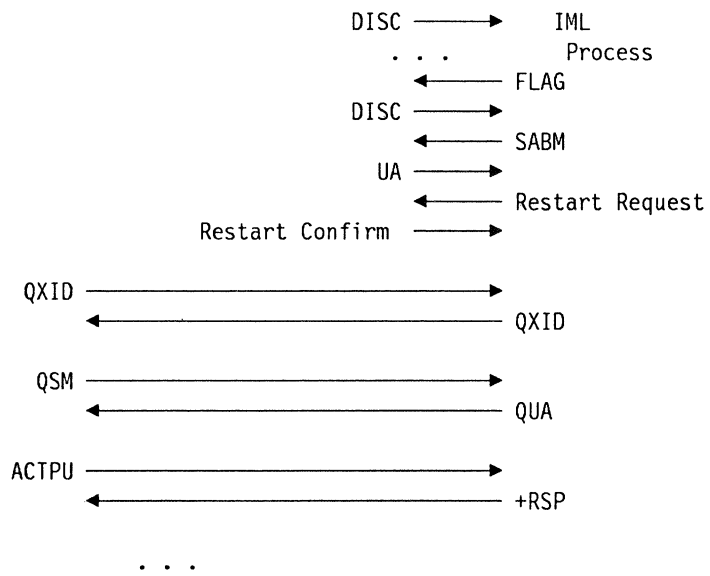 DISC IML
. . . Process
FLAG
DISC
SABM
UA
Restart Request
Restart Confirm
QXID
QXID
QSM
QUA
ACTPU
+RSP
. . .